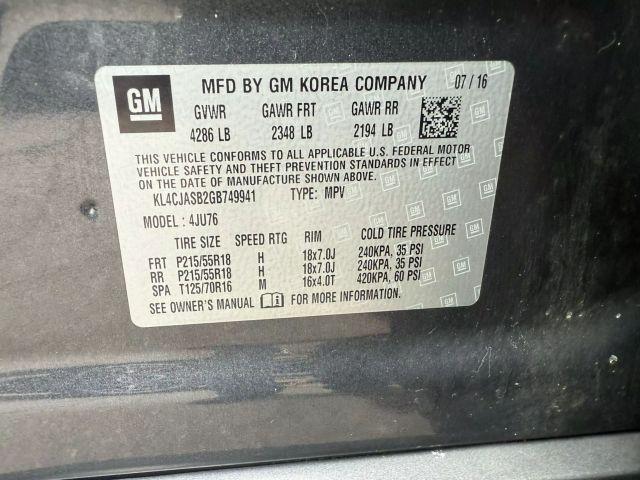 GM
MFD BY GM KOREA COMPANY 07/16
GVWR GAWR FRT GAWR RR
4286 LB 2348 LB 2194 LB
THIS VEHICLE CONFORMS TO ALL APPLICABLE U.S. FEDERAL MOTOR
VEHICLE SAFETY AND THEFT PREVENTION STANDARDS IN EFFECT
ON THE DATE OF MANUFACTURE SHOWN ABOVE.
KL4CJASB2GB749941 TYPE: MPV
MODEL: 4JU76
TIRE SIZE SPEED RTG RIM COLD TIRE PRESSURE
FRT P215/55R18 H 18x7.0J 240KPA, 35 PSI
RR P215/55R18 H 18x7.0J 240KPA, 35 PSI
SPA T125/70R16 M 16x4.0T 420KPA, 60 PSI
SEE OWNER'S MANUAL FOR MORE INFORMATION.